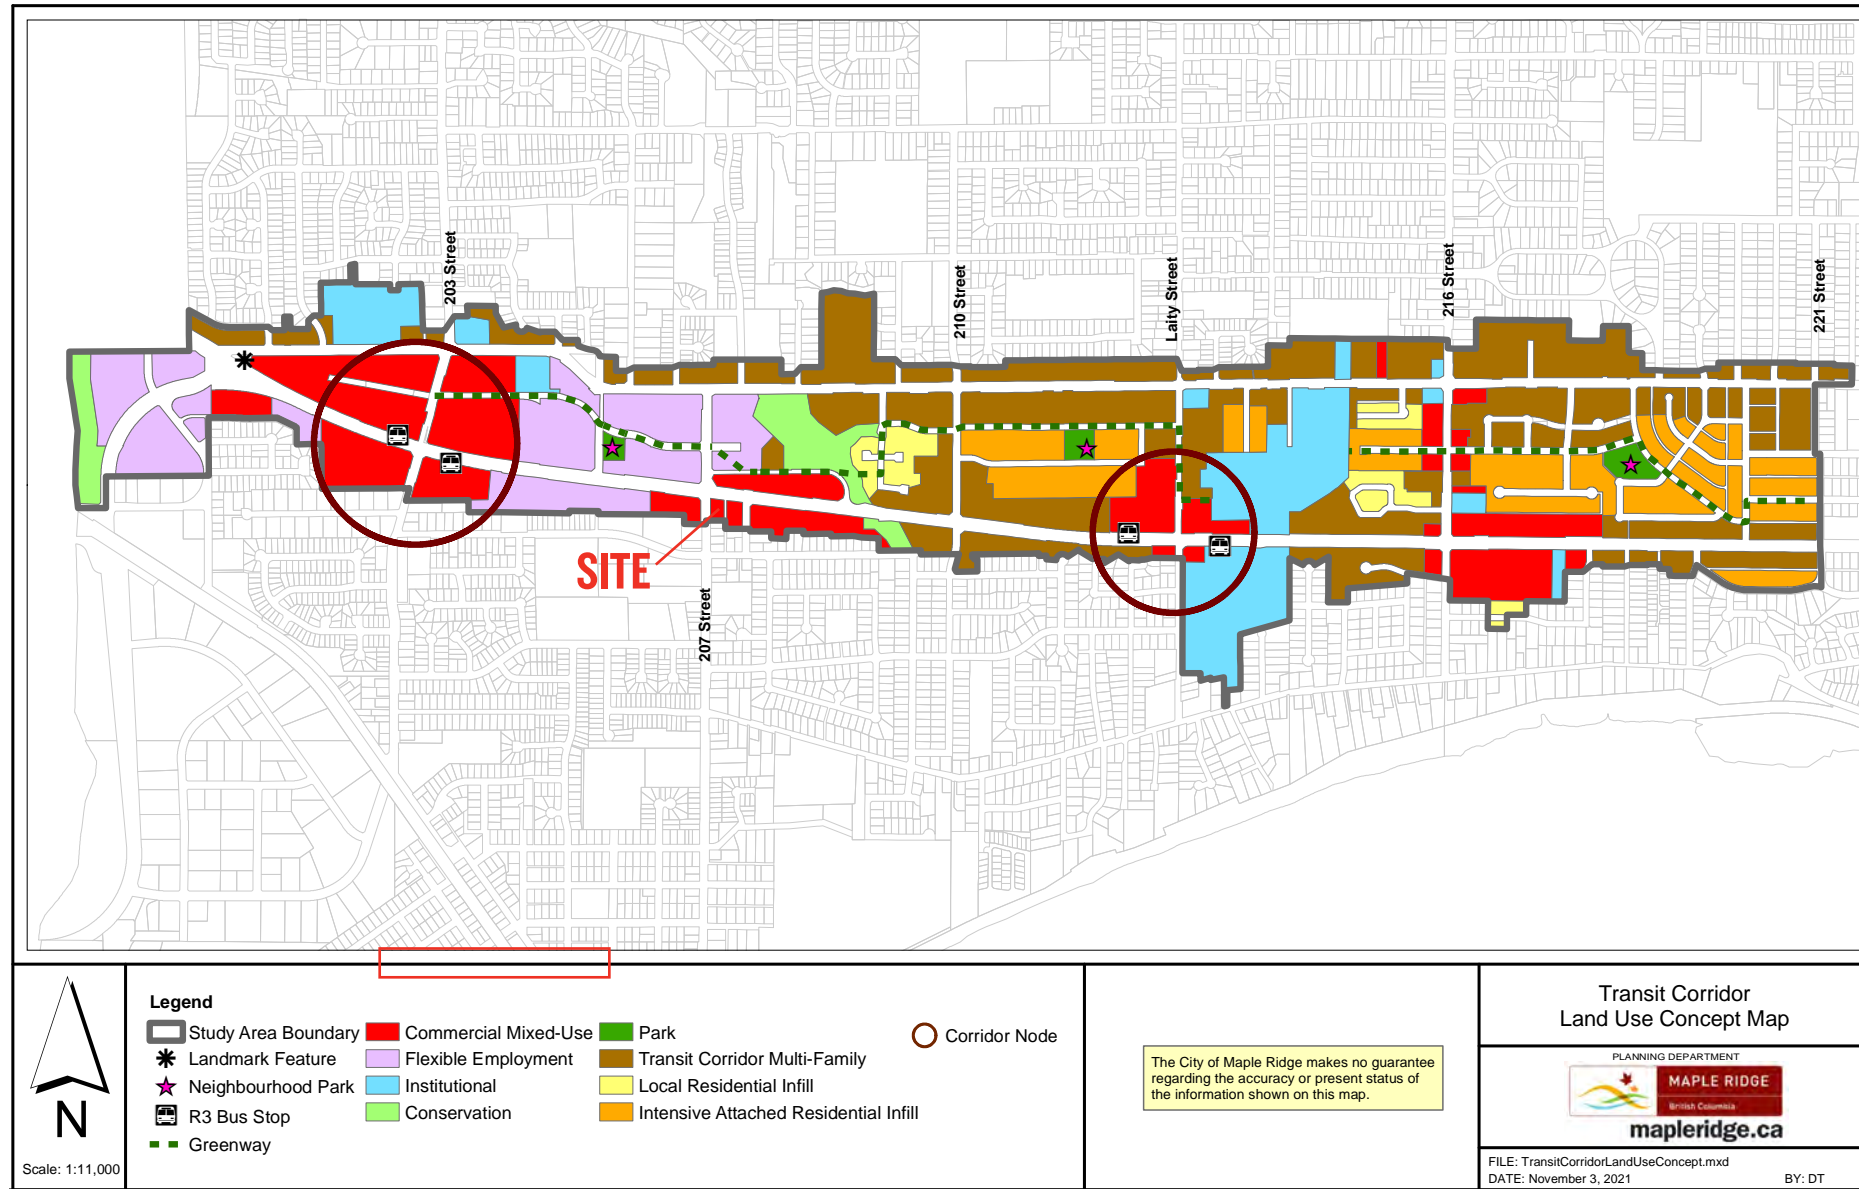 203 Street
210 Street
Laity Street
216 Street
221 Street
SITE
207 Street
N
Scale: 1:11,000
Legend
Study Area Boundary
Landmark Feature
Neighbourhood Park
R3 Bus Stop
Greenway
Commercial Mixed-Use
Flexible Employment
Institutional
Conservation
Park
Transit Corridor Multi-Family
Local Residential Infill
Intensive Attached Residential Infill
Corridor Node
The City of Maple Ridge makes no guarantee
regarding the accuracy or present status of
the information shown on this map.
Transit Corridor
Land Use Concept Map
PLANNING DEPARTMENT
MAPLE RIDGE
British Columbia
mapleridge.ca
FILE: TransitCorridorLandUseConcept.mxd
DATE: November 3, 2021
BY: DT